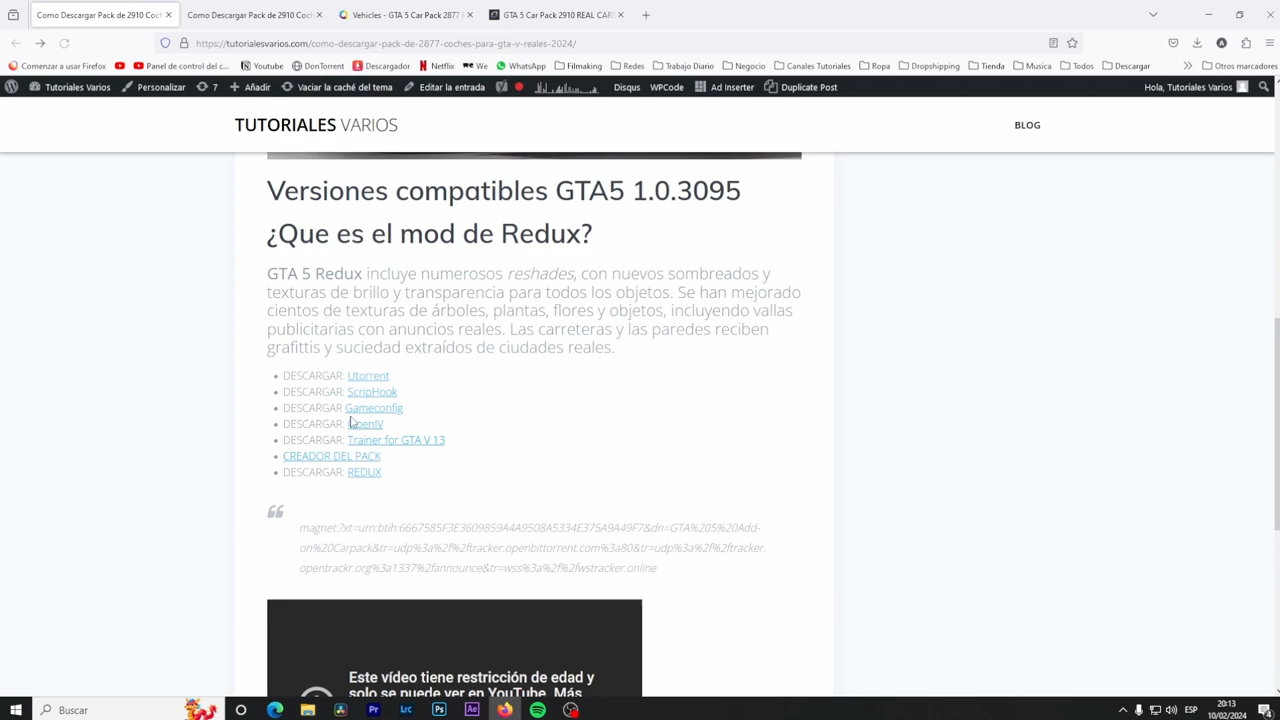 Como Descargar Pack de 2910 Coch
Como Descargar Pack de 2910 Coch
Vehicles - GTA 5 Car Pack 2877 F
GTA 5 Car Pack 2910 REAL CARS
https://tutorialesvarios.com/como-descargar-pack-de-2877-coches-para-gta-v-reales-2024/
Comenzar a usar Firefox
Panel de control del c...
Youtube
DonTorrent
Descargador
Netflix
We
WhatsApp
Filmaking
Redes
Trabajo Diario
Negocio
Canales Tutoriales
Ropa
Dropshipping
Tienda
Musica
Todos
Descargar
Otros marcadores
Tutoriales Varios
Personalizar
7
Añadir
Vaciar la caché del tema
Editar la entrada
Disqus
WPCode
Ad Inserter
Duplicate Post
Hola, Tutoriales Varios
TUTORIALES VARIOS
BLOG
Versiones compatibles GTA5 1.0.3095
¿Que es el mod de Redux?
GTA 5 Redux incluye numerosos reshades, con nuevos sombreados y
texturas de brillo y transparencia para todos los objetos. Se han mejorado
cientos de texturas de árboles, plantas, flores y objetos, incluyendo vallas
publicitarias con anuncios reales. Las carreteras y las paredes reciben
grafittis y suciedad extraídos de ciudades reales.
DESCARGAR: Utorrent
DESCARGAR: ScripHook
DESCARGAR Gameconfig
DESCARGAR: OpenIV
DESCARGAR: Trainer for GTA V 13
CREADOR DEL PACK
DESCARGAR: REDUX
magnet:?xt=urn:btih:6667585F3E3609859A4A9508A5334E375A9A49F7&dn=GTA%205%20Add-
on%20Carpack&tr=udp%3a%2f%2ftracker.openbittorrent.com%3a80&tr=udp%3a%2f%2ftracker.
opentrackr.org%3a1337%2fannounce&tr=wss%3a%2f%2fwstracker.online
Este vídeo tiene restricción de edad y
solo se puede ver en YouTube. Más
Buscar
Lrc
Ps
Pr
Ae
ESP
20:13
10/02/2024
4